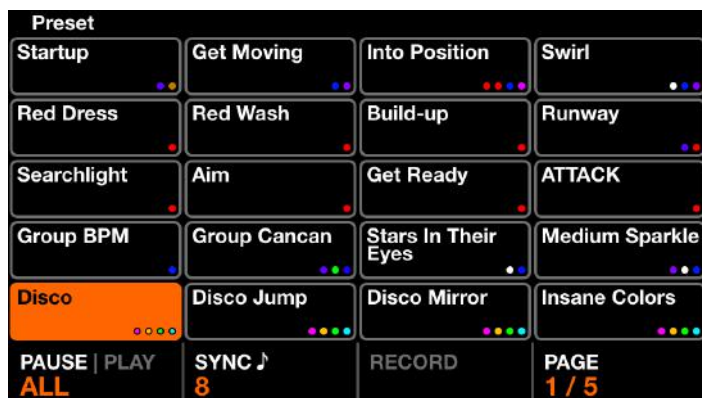 Preset
Startup
Get Moving
Into Position
Swirl
Red Dress
Red Wash
Build-up
Runway
Searchlight
Aim
Get Ready
ATTACK
Group BPM
Group Cancan
Stars In Their
Eyes
Medium Sparkle
Disco
Disco Jump
Disco Mirror
Insane Colors
PAUSE | PLAY
ALL
SYNC ♪
8
RECORD
PAGE
1 / 5